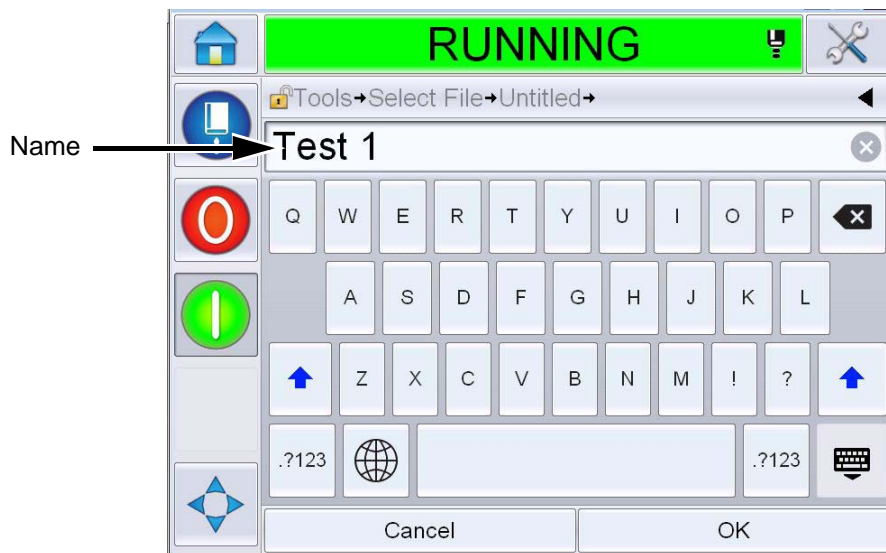 RUNNING
Tools→Select File→Untitled→
Name
Test 1
Q W E R T Y U I O P
A S D F G H J K L
Z X C V B N M ! ?
.?123 .?123
Cancel OK